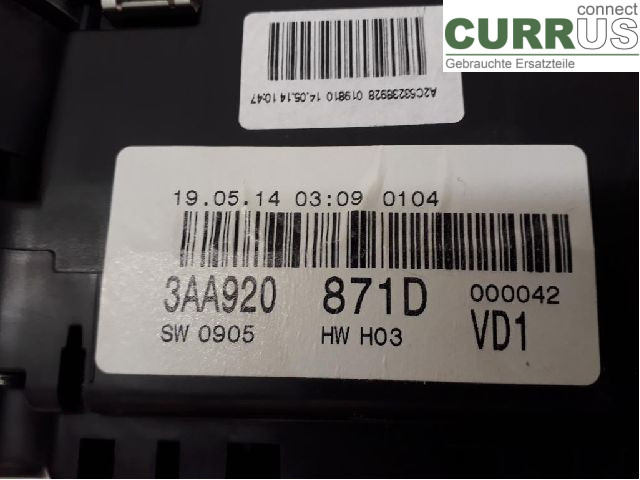 connect
CURRUS
Gebrauchte Ersatzteile
A2C53238928 019810 14.05.14 10:47
19.05.14 03:09 0104
3AA920 871D 000042
SW 0905 HW H03 VD1